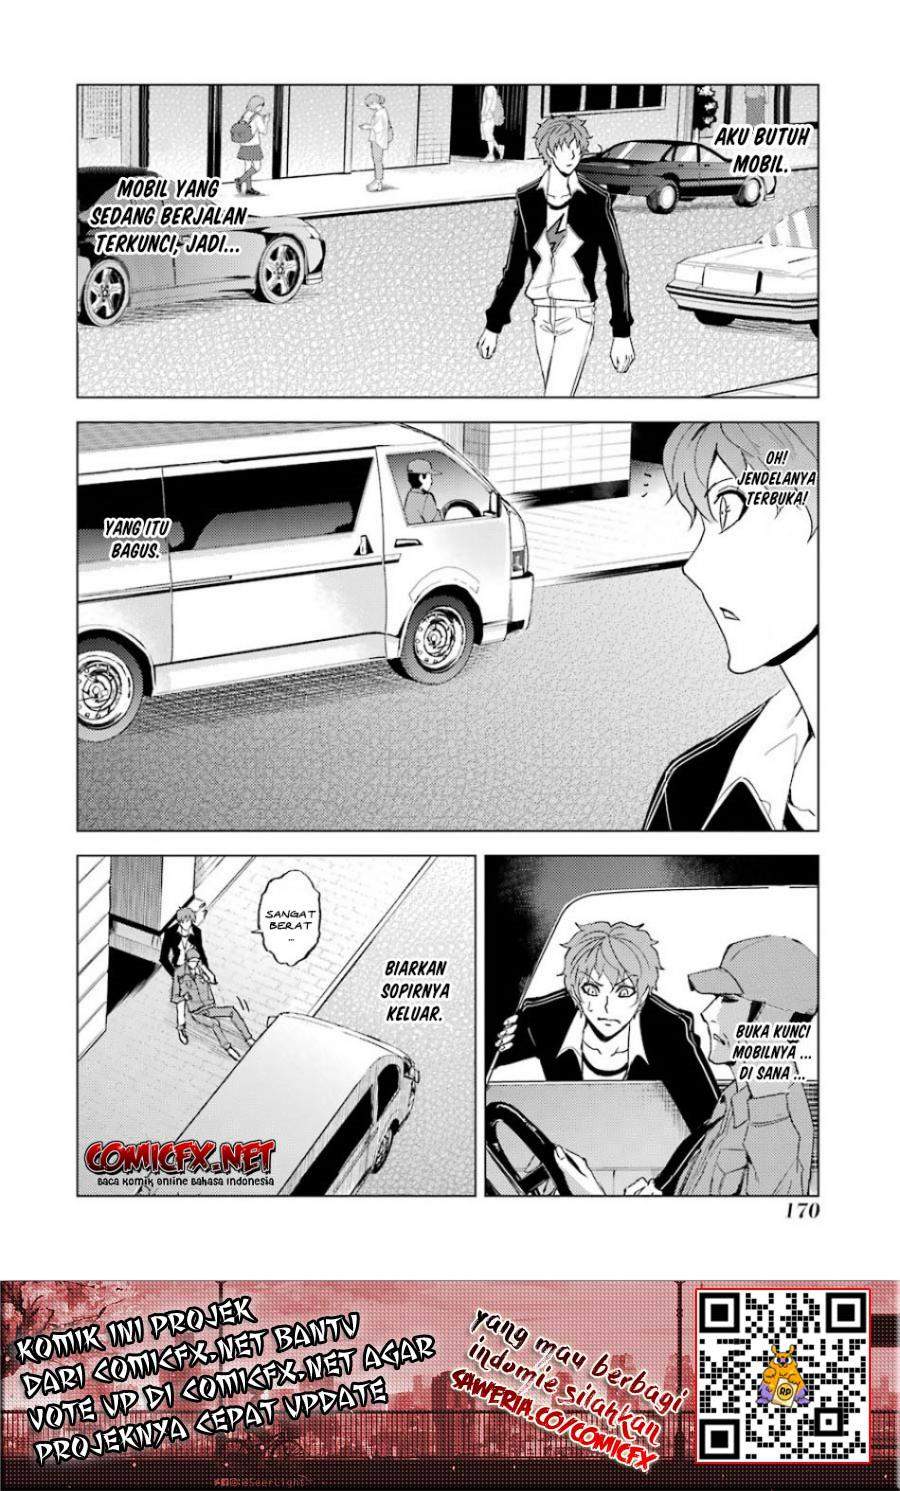 AKU BUTUH
MOBIL.
MOBIL YANG
SEDANG BERJALAN
TERKUNCI, JADI...
OH!
JENDELANYA
TERBUKA!
YANG ITU
BAGUS.
BUKA KUNCI
MOBILNYA ...
DI SANA ...
SANGAT
BERAT
...
BIARKAN
SOPIRNYA
KELUAR.
COMICFX.NET
BACA KOMIK ONLINE BAHASA INDONESIA
170
KOMIK INI PROJEK
DARI COMICFX.NET BANTU
VOTE UP DI COMICFX.NET AGAR
PROJEKNYA CEPAT UPDATE
yang mau berbagi
indomie silahkan
SAWERIA.CO/COMICFX
RP
@Seerlight